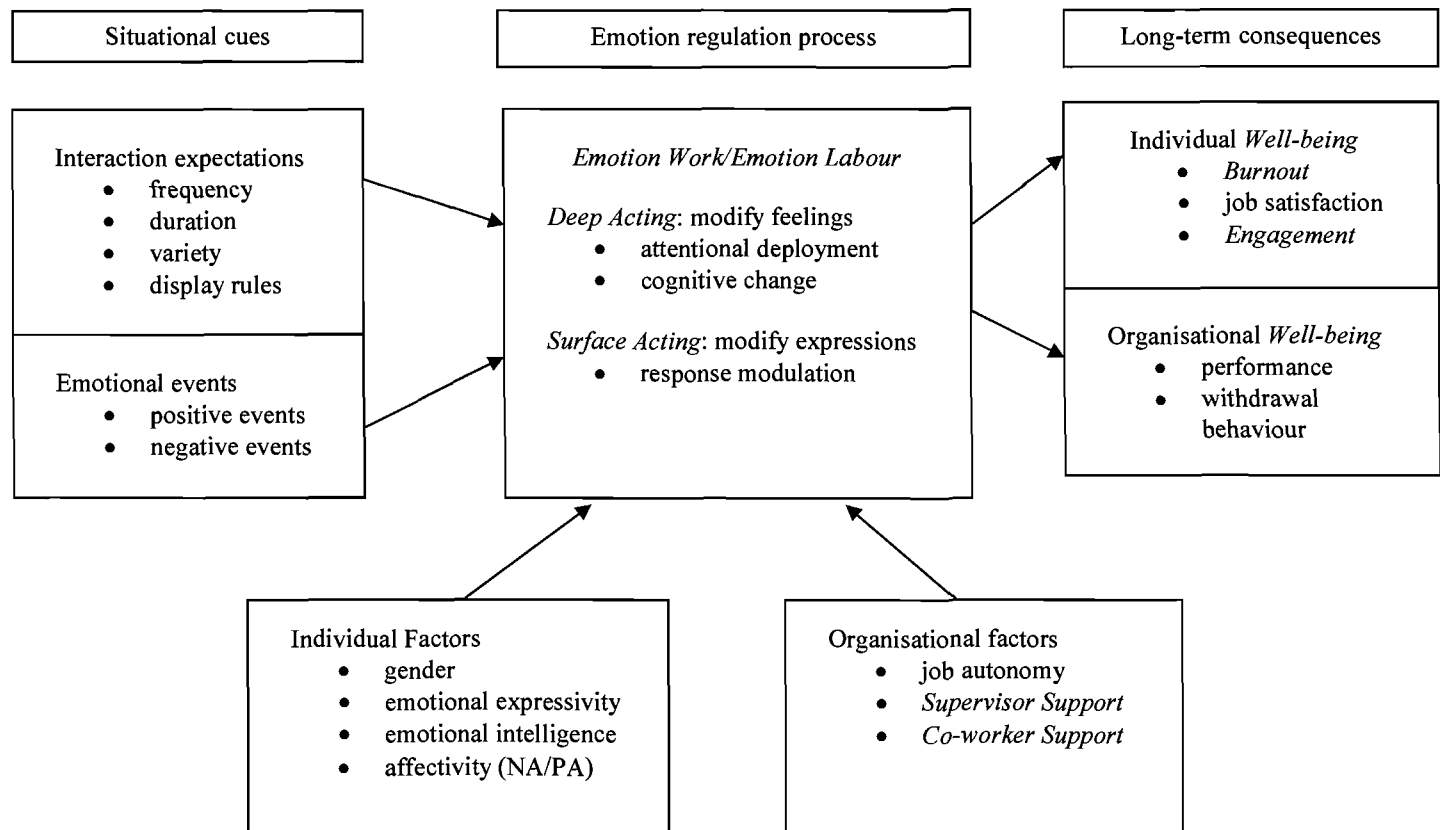 Situational cues
Emotion regulation process
Long-term consequences
Interaction expectations
• frequency
• duration
• variety
• display rules
Emotional events
• positive events
• negative events
Emotion Work/Emotion Labour
Deep Acting: modify feelings
• attentional deployment
• cognitive change
Surface Acting: modify expressions
• response modulation
Individual Well-being
• Burnout
• job satisfaction
• Engagement
Organisational Well-being
• performance
• withdrawal
behaviour
Individual Factors
• gender
• emotional expressivity
• emotional intelligence
• affectivity (NA/PA)
Organisational factors
• job autonomy
• Supervisor Support
• Co-worker Support